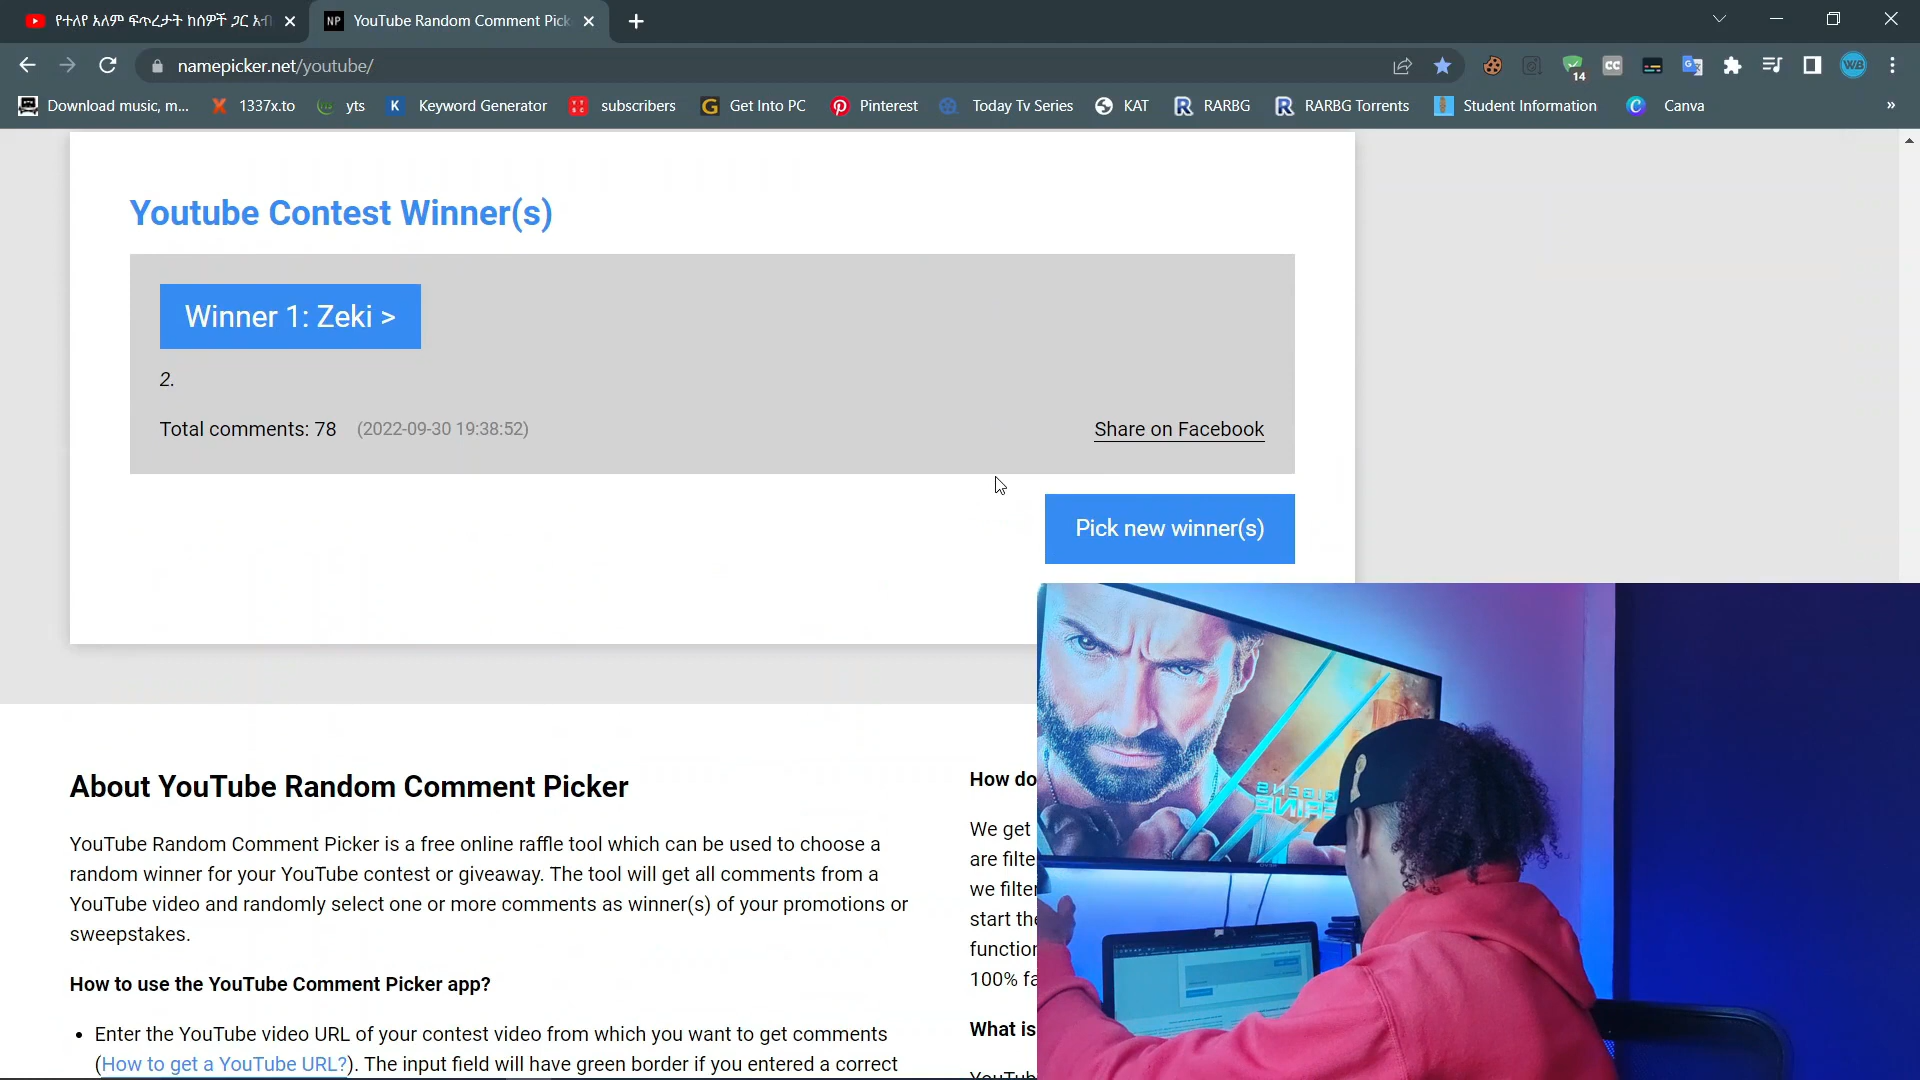 የተለየ አለም ፍጥረታት ከሰዎች ጋር
YouTube Random Comment Pick
namepicker.net/youtube/
14
CC
WB
Download music, m...
1337x.to
yts
Keyword Generator
subscribers
Get Into PC
Pinterest
Today Tv Series
KAT
RARBG
RARBG Torrents
Student Information
Canva
»
Youtube Contest Winner(s)
Winner 1: Zeki >
2.
Total comments: 78 (2022-09-30 19:38:52)
Share on Facebook
Pick new winner(s)
About YouTube Random Comment Picker
YouTube Random Comment Picker is a free online raffle tool which can be used to choose a
random winner for your YouTube contest or giveaway. The tool will get all comments from a
YouTube video and randomly select one or more comments as winner(s) of your promotions or
sweepstakes.
How to use the YouTube Comment Picker app?
• Enter the YouTube video URL of your contest video from which you want to get comments
(How to get a YouTube URL?). The input field will have green border if you entered a correct
How do
We get
are filte
we filter
start the
function
100% fa
What is